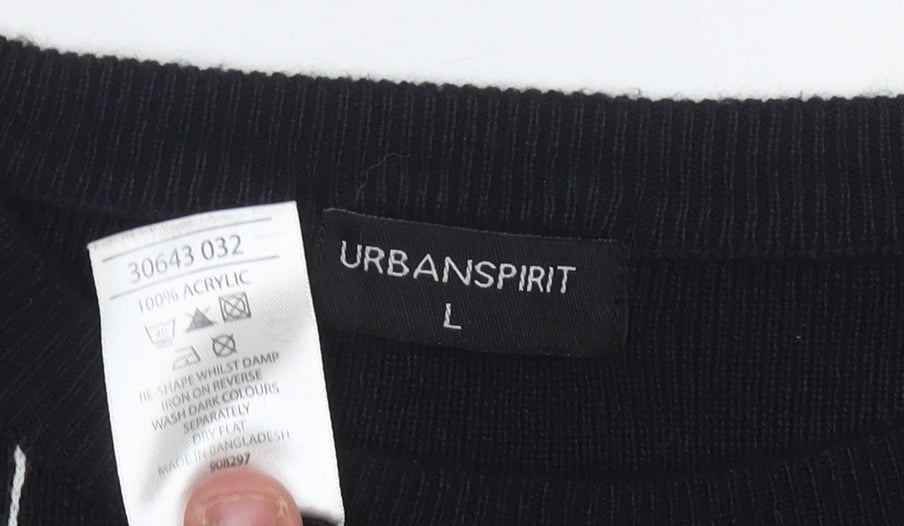 30643 032
100% ACRYLIC
40
RE-SHAPE WHILST DAMP
IRON ON REVERSE
WASH DARK COLOURS
SEPARATELY
DRY FLAT
MADE IN BANGLADESH
908297
URBANSPIRIT
L